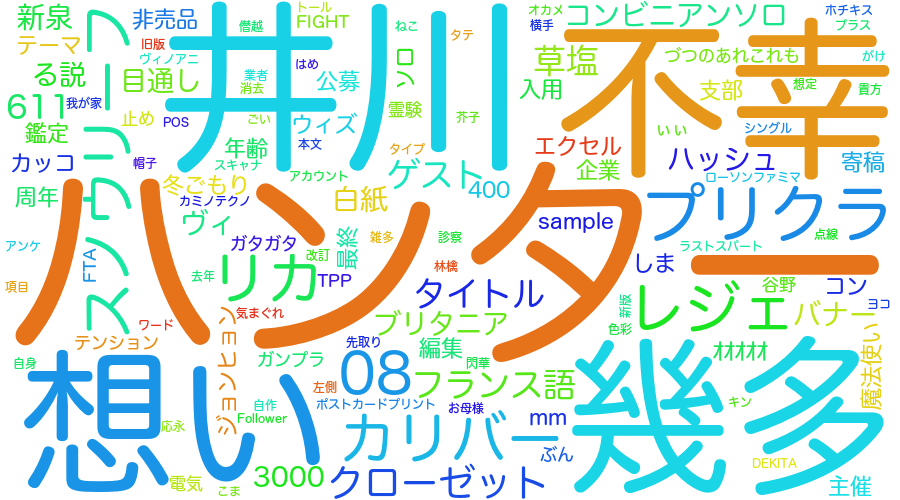 新泉
テーマ
る説
611
我が家
鑑定
カッコ
周年
アンケ
項目
自身
スノウリリーフ
非売品
旧版
ヴィノアニ
目通し
止め
POS
帽子
冬ごもり
FTA
テンション
ワード
井川
僭越
トール
FIGHT
業者
消去
はめ
公募
ごい
ウィズ
本文
年齢
スキャナ
カミノテクノ
アカウント
ヴィ
ガタガタ
白紙
リカ
去年
改訂
最終
TPP
雑多
気まぐれ
ねこ
ソロ
タテ
霊験
芥子
タイプ
ゲスト
400
診察
林檎
オカメ
横手
コンビニアンソロ
ホチキス
プラス
草塩
入用
づつのあれこれも
支部
がけ
想定
貴方
不幸
いい
シングル
エクセル
企業
ハッシュ
寄稿
ローソンファミマ
sample
プリクラ
点線
ラストスパート
しま
ハンター
タイトル
レジェ
谷野
コン
新版
色彩
バナー
ヨコ
ブリタニア
先取り
編集
閃華
オオオオ
魔法使い
ジョンヒョン
ガンプラ
左側
08
フランス語
想い
幾多
自作
Follower
ポストカードプリント
お母様
mm
キン
応永
カリバー
ぶん
DEKITA
電気
こま
3000
クローゼット
主催